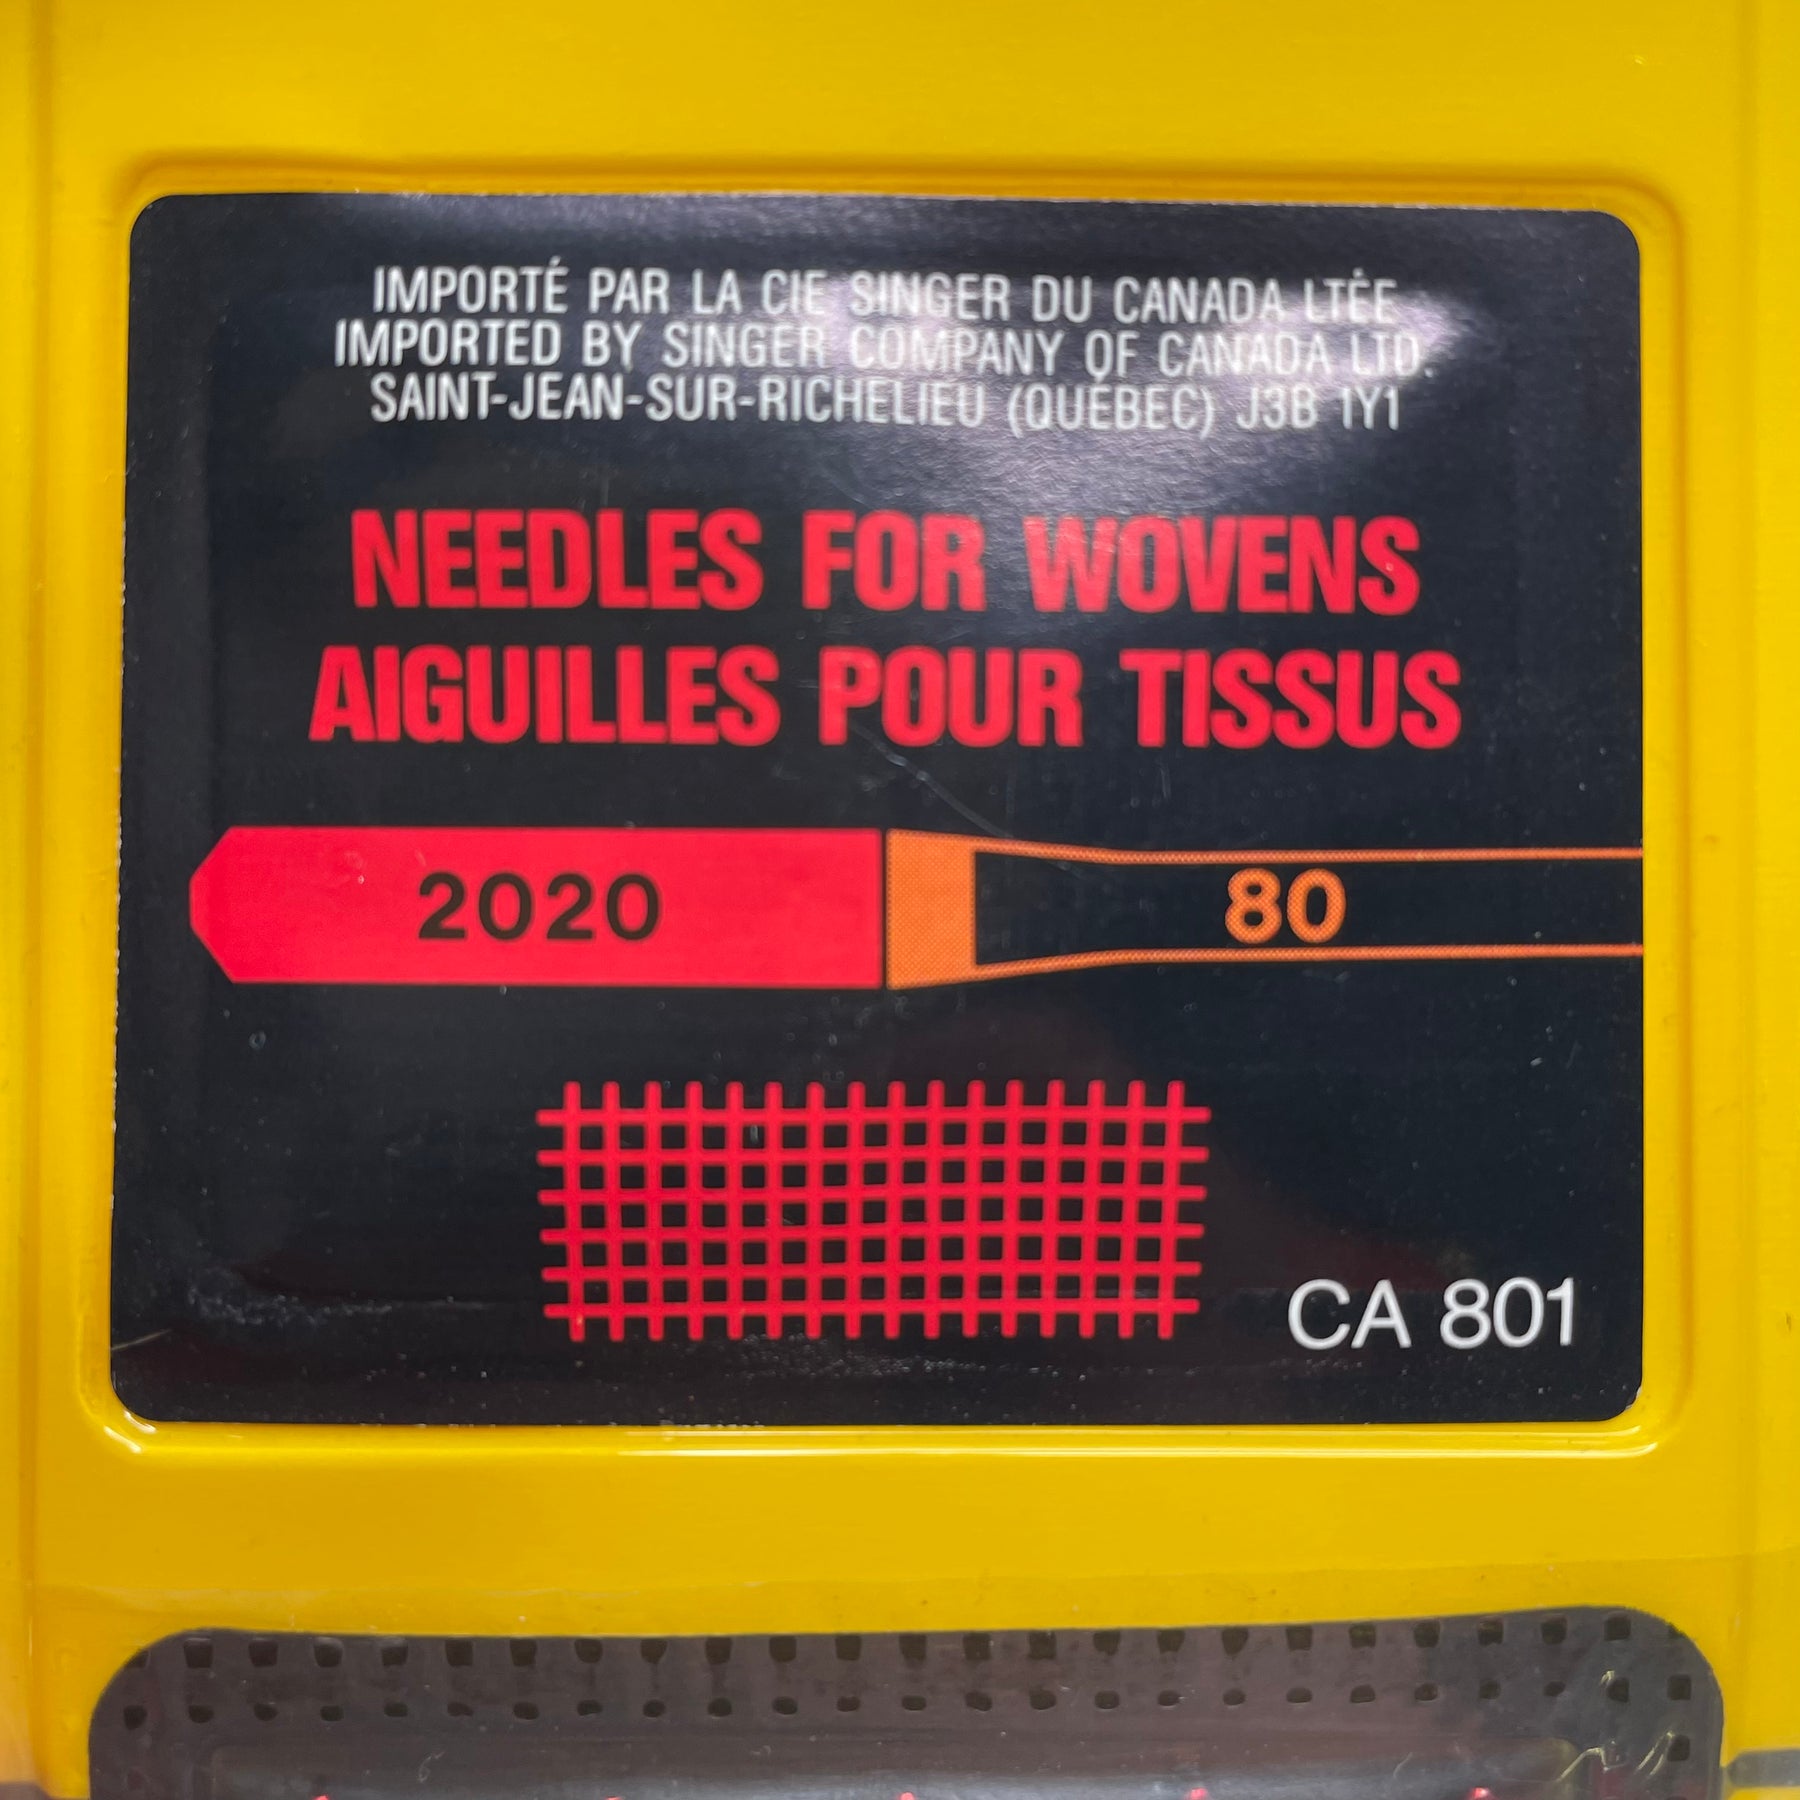 IMPORTÉ PAR LA CIE SINGER DU CANADA LTÉE
IMPORTED BY SINGER COMPANY OF CANADA LTD.
SAINT-JEAN-SUR-RICHELIEU (QUÉBEC) J3B 1Y1
NEEDLES FOR WOVENS
AIGUILLES POUR TISSUS
2020 80
CA 801